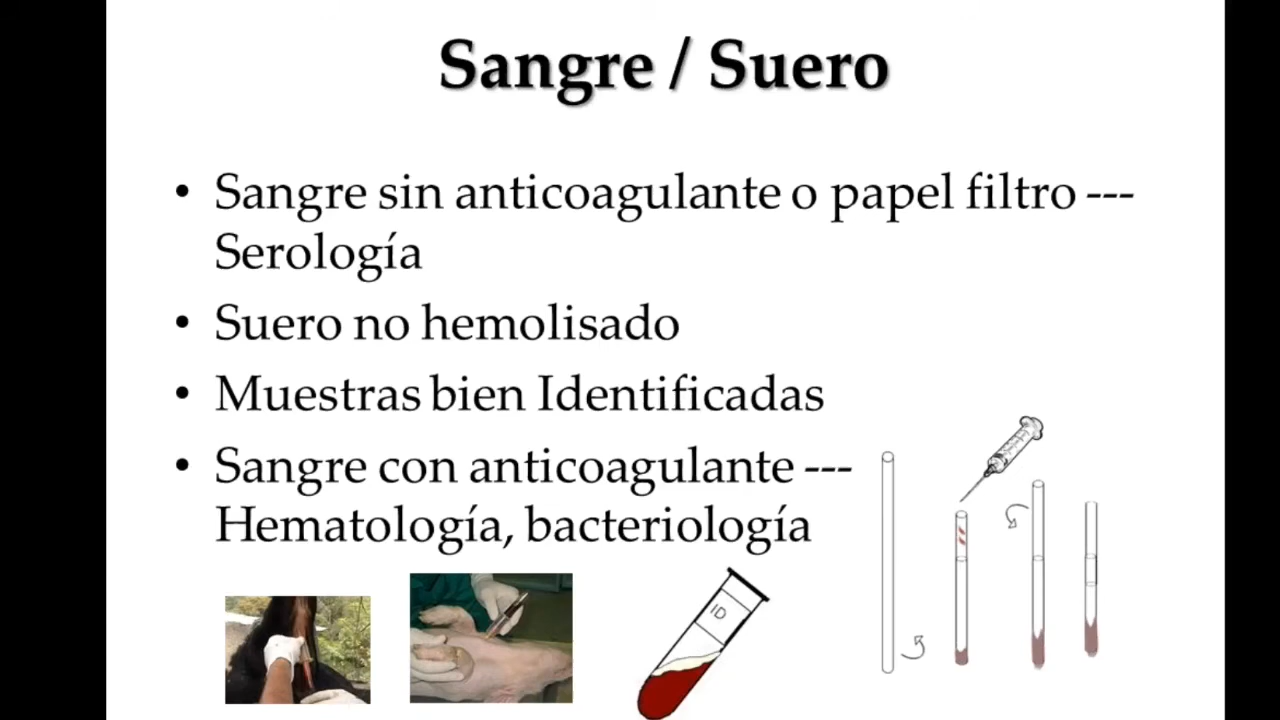 Sangre / Suero
• Sangre sin anticoagulante o papel filtro ---
Serología
• Suero no hemolisado
• Muestras bien Identificadas
• Sangre con anticoagulante ---
Hematología, bacteriología
ID